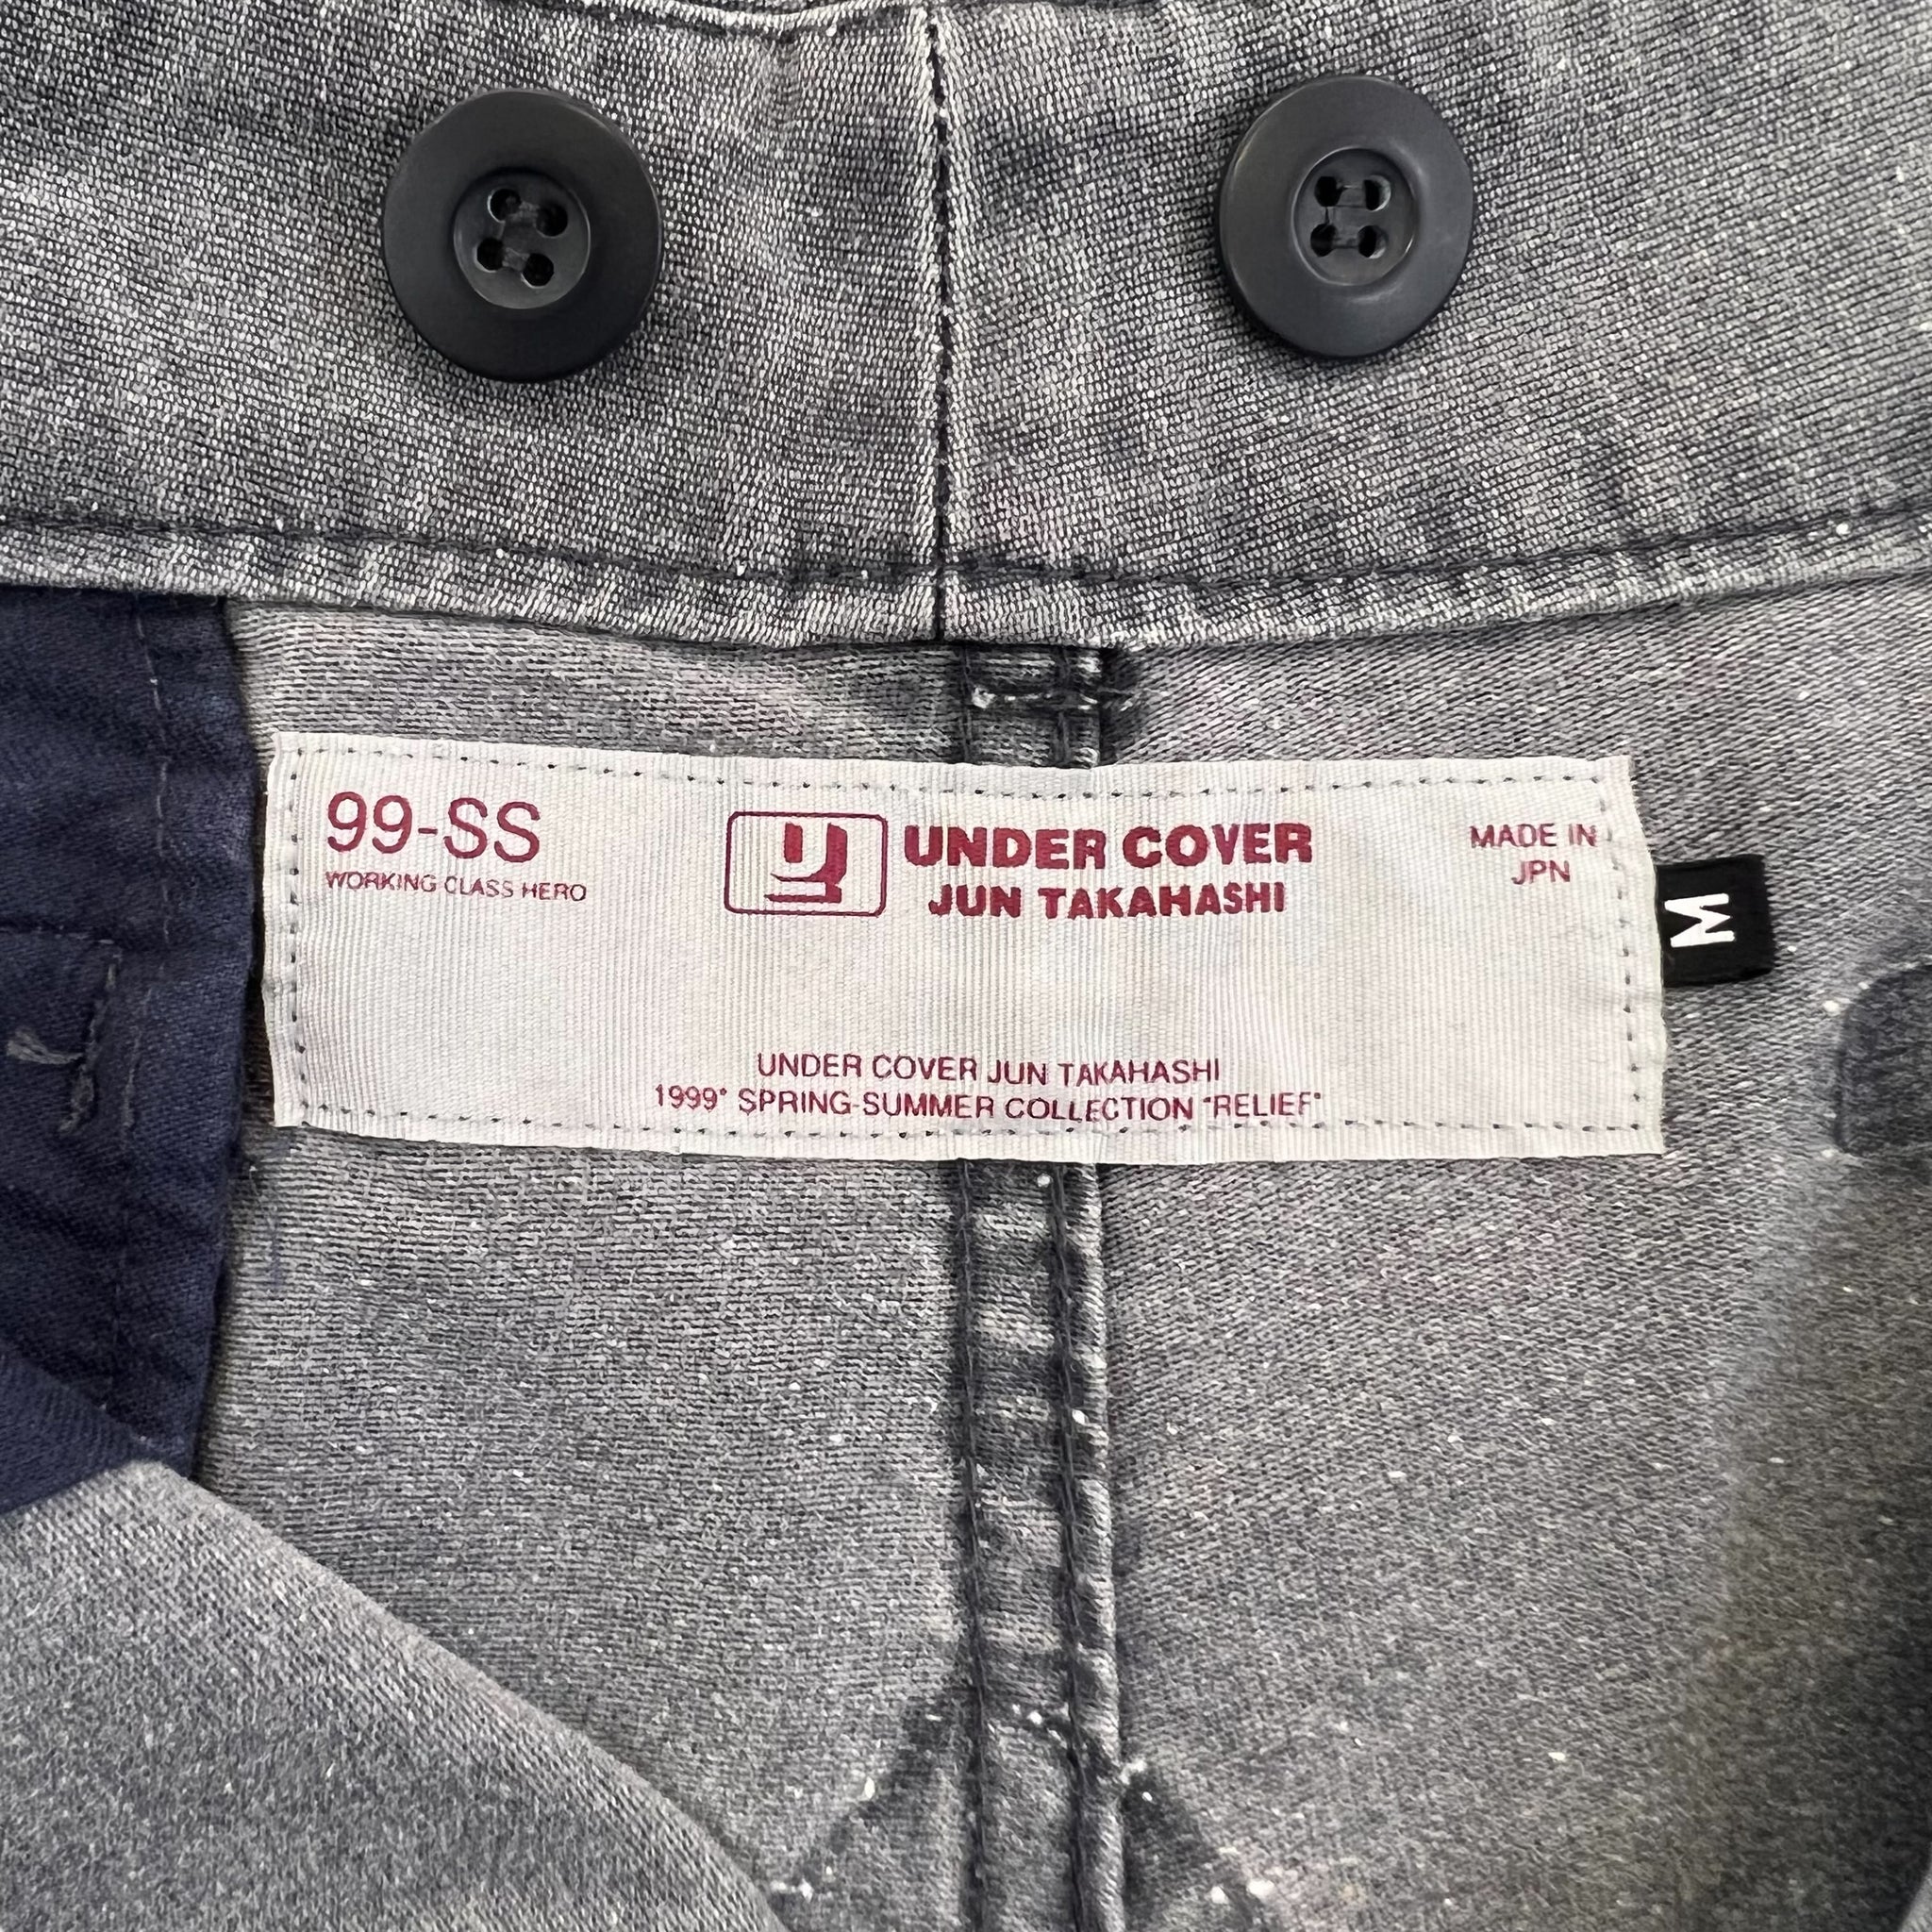 99-SS
WORKING CLASS HERO
UNDER COVER
JUN TAKAHASHI
MADE IN
JPN
M
UNDER COVER JUN TAKAHASHI
1999' SPRING-SUMMER COLLECTION "RELIEF"